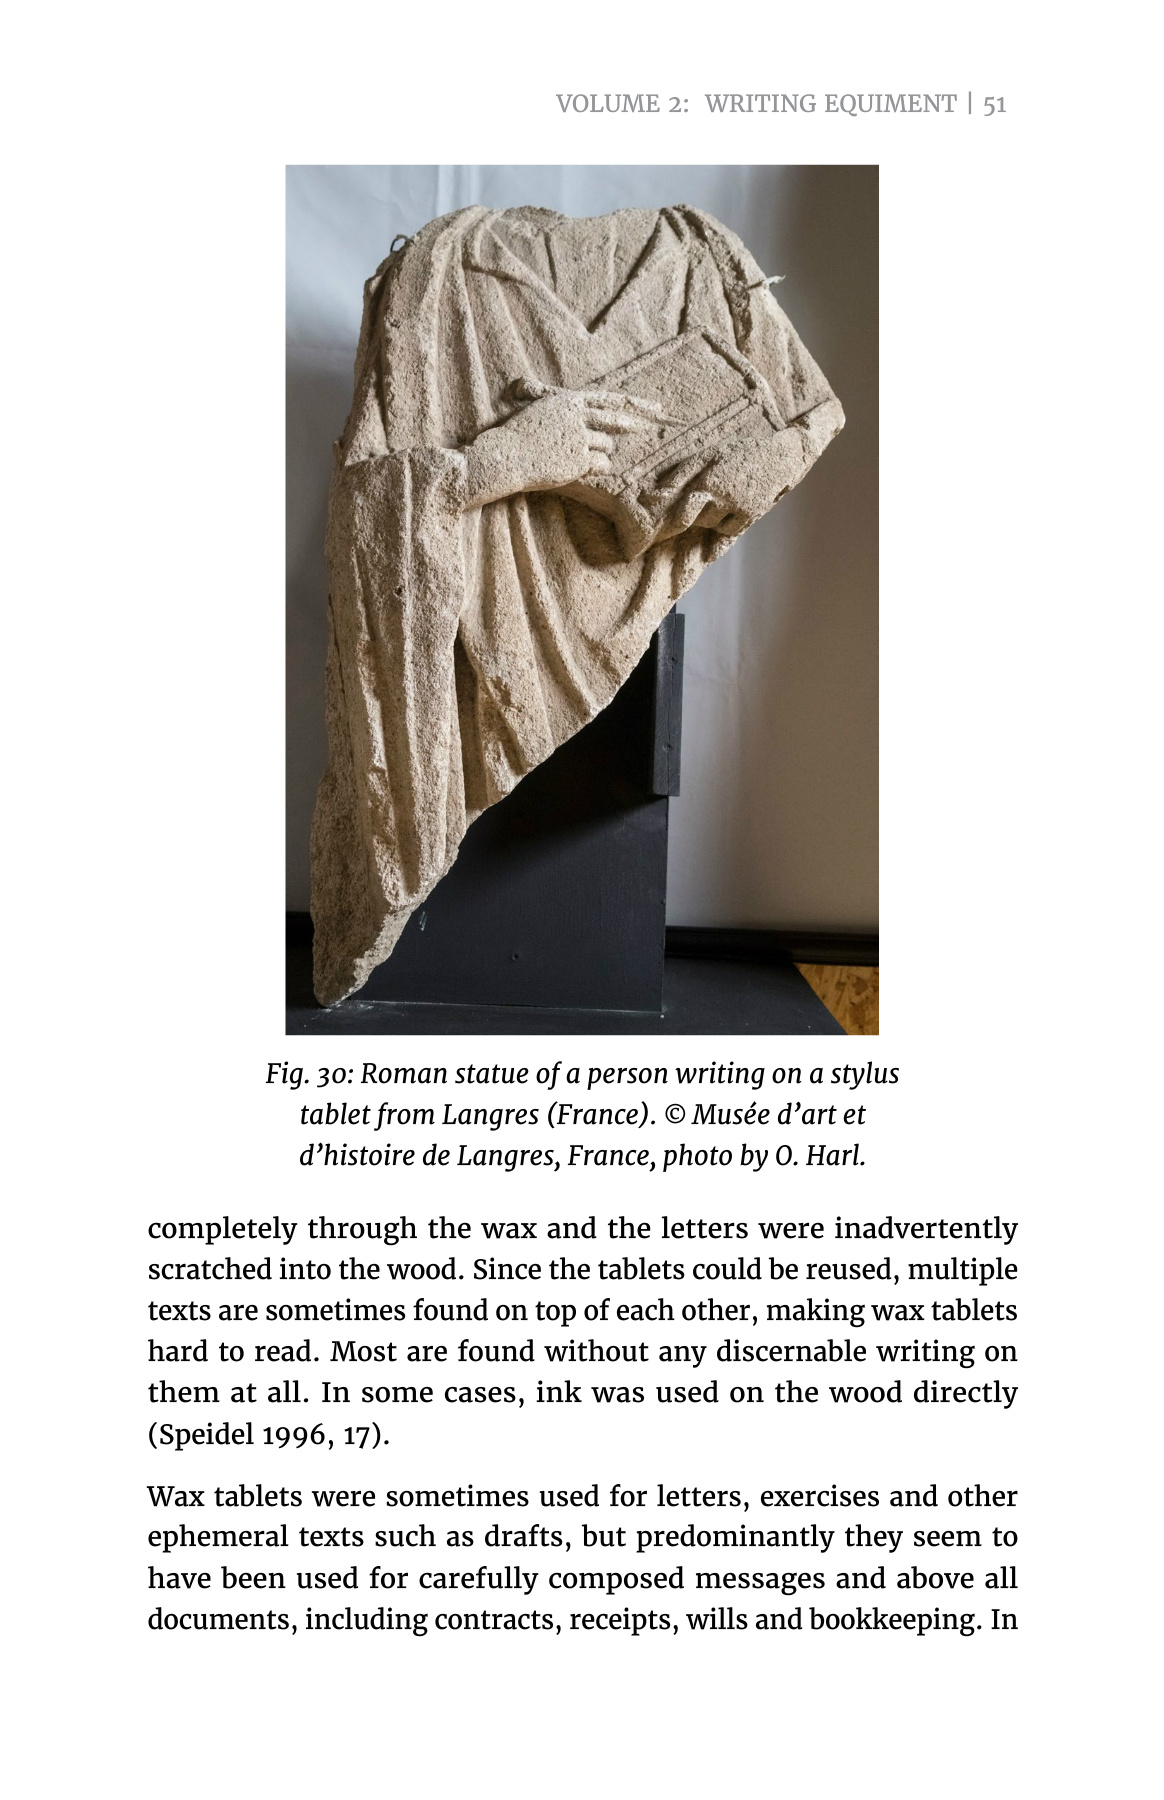 VOLUME 2: WRITING EQUIMENT | 51
Fig. 30: Roman statue of a person writing on a stylus
tablet from Langres (France). © Musée d’art et
d’histoire de Langres, France, photo by O. Harl.
completely through the wax and the letters were inadvertently
scratched into the wood. Since the tablets could be reused, multiple
texts are sometimes found on top of each other, making wax tablets
hard to read. Most are found without any discernable writing on
them at all. In some cases, ink was used on the wood directly
(Speidel 1996, 17).
Wax tablets were sometimes used for letters, exercises and other
ephemeral texts such as drafts, but predominantly they seem to
have been used for carefully composed messages and above all
documents, including contracts, receipts, wills and bookkeeping. In